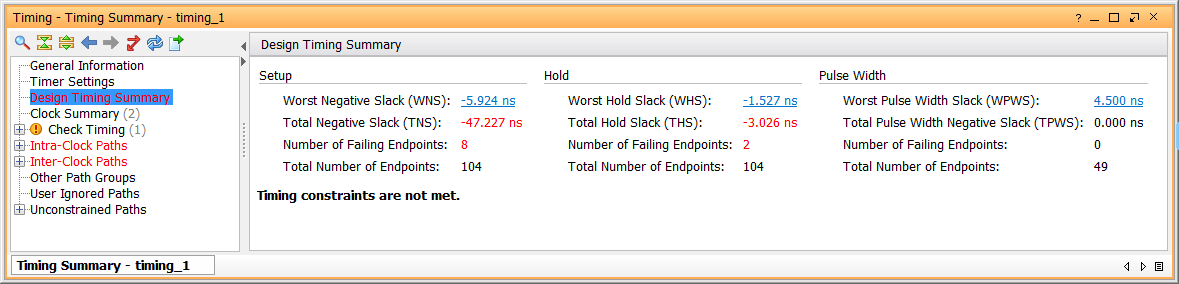 Timing - Timing Summary - timing_1
General Information
Timer Settings
Design Timing Summary
Clock Summary (2)
Check Timing (1)
Intra-Clock Paths
Inter-Clock Paths
Other Path Groups
User Ignored Paths
Unconstrained Paths
Design Timing Summary
Setup
Worst Negative Slack (WNS): -5.924 ns
Total Negative Slack (TNS): -47.227 ns
Number of Failing Endpoints: 8
Total Number of Endpoints: 104
Hold
Worst Hold Slack (WHS): -1.527 ns
Total Hold Slack (THS): -3.026 ns
Number of Failing Endpoints: 2
Total Number of Endpoints: 104
Pulse Width
Worst Pulse Width Slack (WPWS): 4.500 ns
Total Pulse Width Negative Slack (TPWS): 0.000 ns
Number of Failing Endpoints: 0
Total Number of Endpoints: 49
Timing constraints are not met.
Timing Summary - timing_1